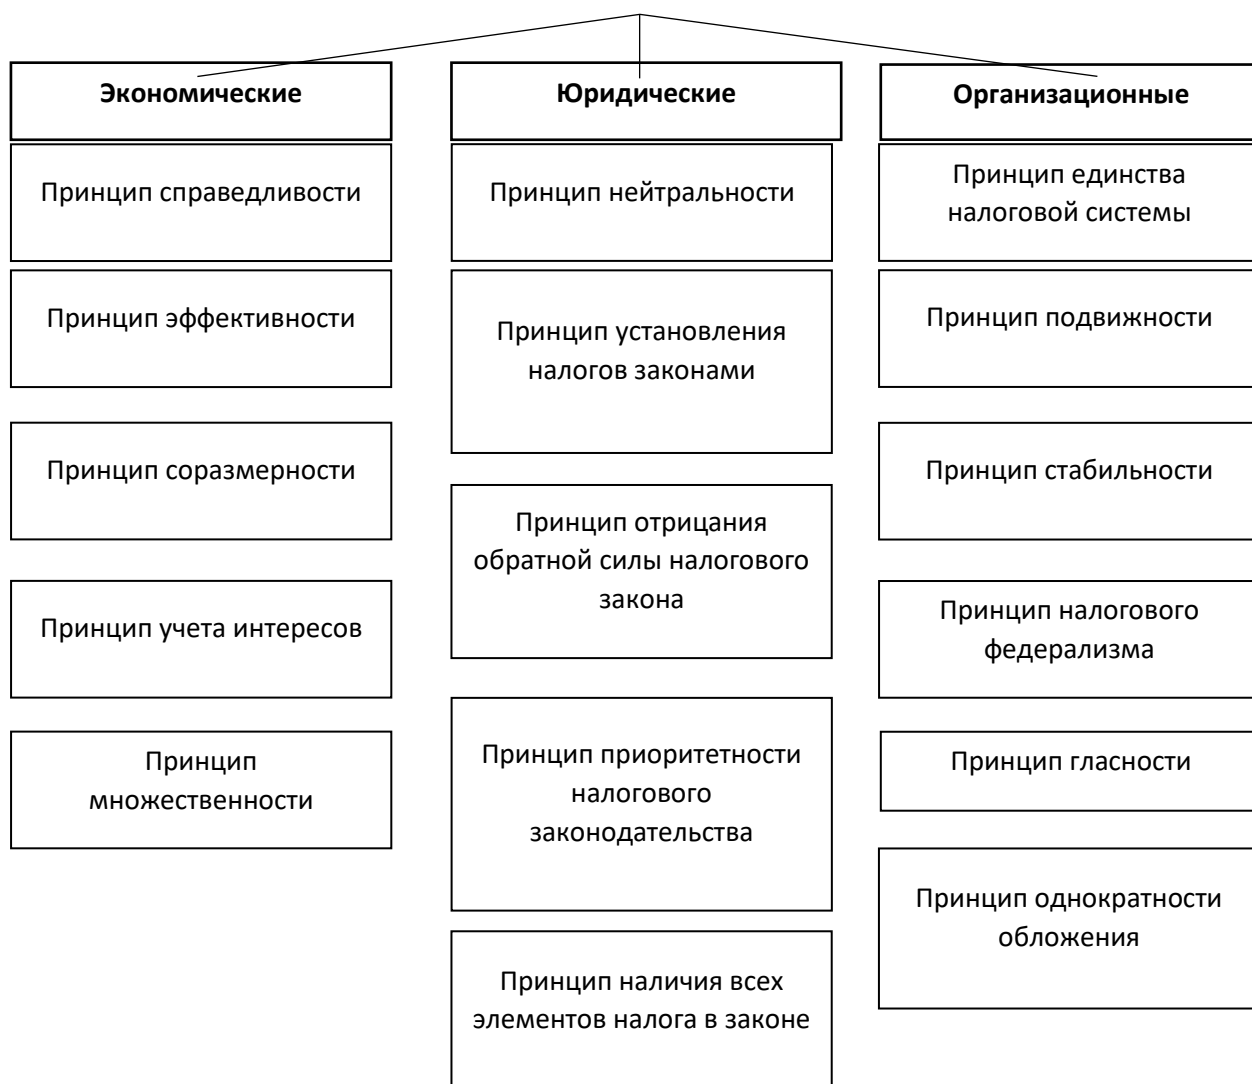 Экономические
Принцип справедливости
Принцип эффективности
Принцип соразмерности
Принцип учета интересов
Принцип
множественности
Юридические
Принцип нейтральности
Принцип установления
налогов законами
Принцип отрицания
обратной силы налогового
закона
Принцип приоритетности
налогового
законодательства
Принцип наличия всех
элементов налога в законе
Организационные
Принцип единства
налоговой системы
Принцип подвижности
Принцип стабильности
Принцип налогового
федерализма
Принцип гласности
Принцип однократности
обложения